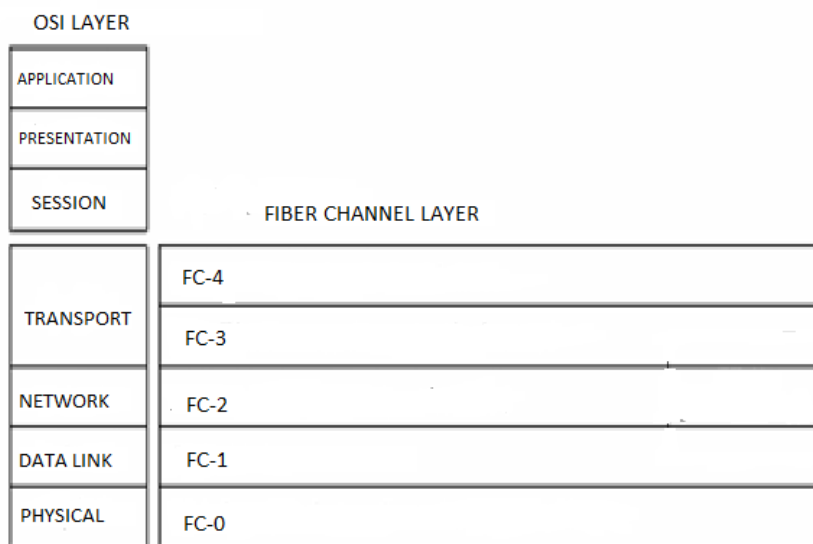 OSI LAYER
APPLICATION
PRESENTATION
SESSION
FIBER CHANNEL LAYER
FC-4
TRANSPORT
FC-3
NETWORK
FC-2
DATA LINK
FC-1
PHYSICAL
FC-0